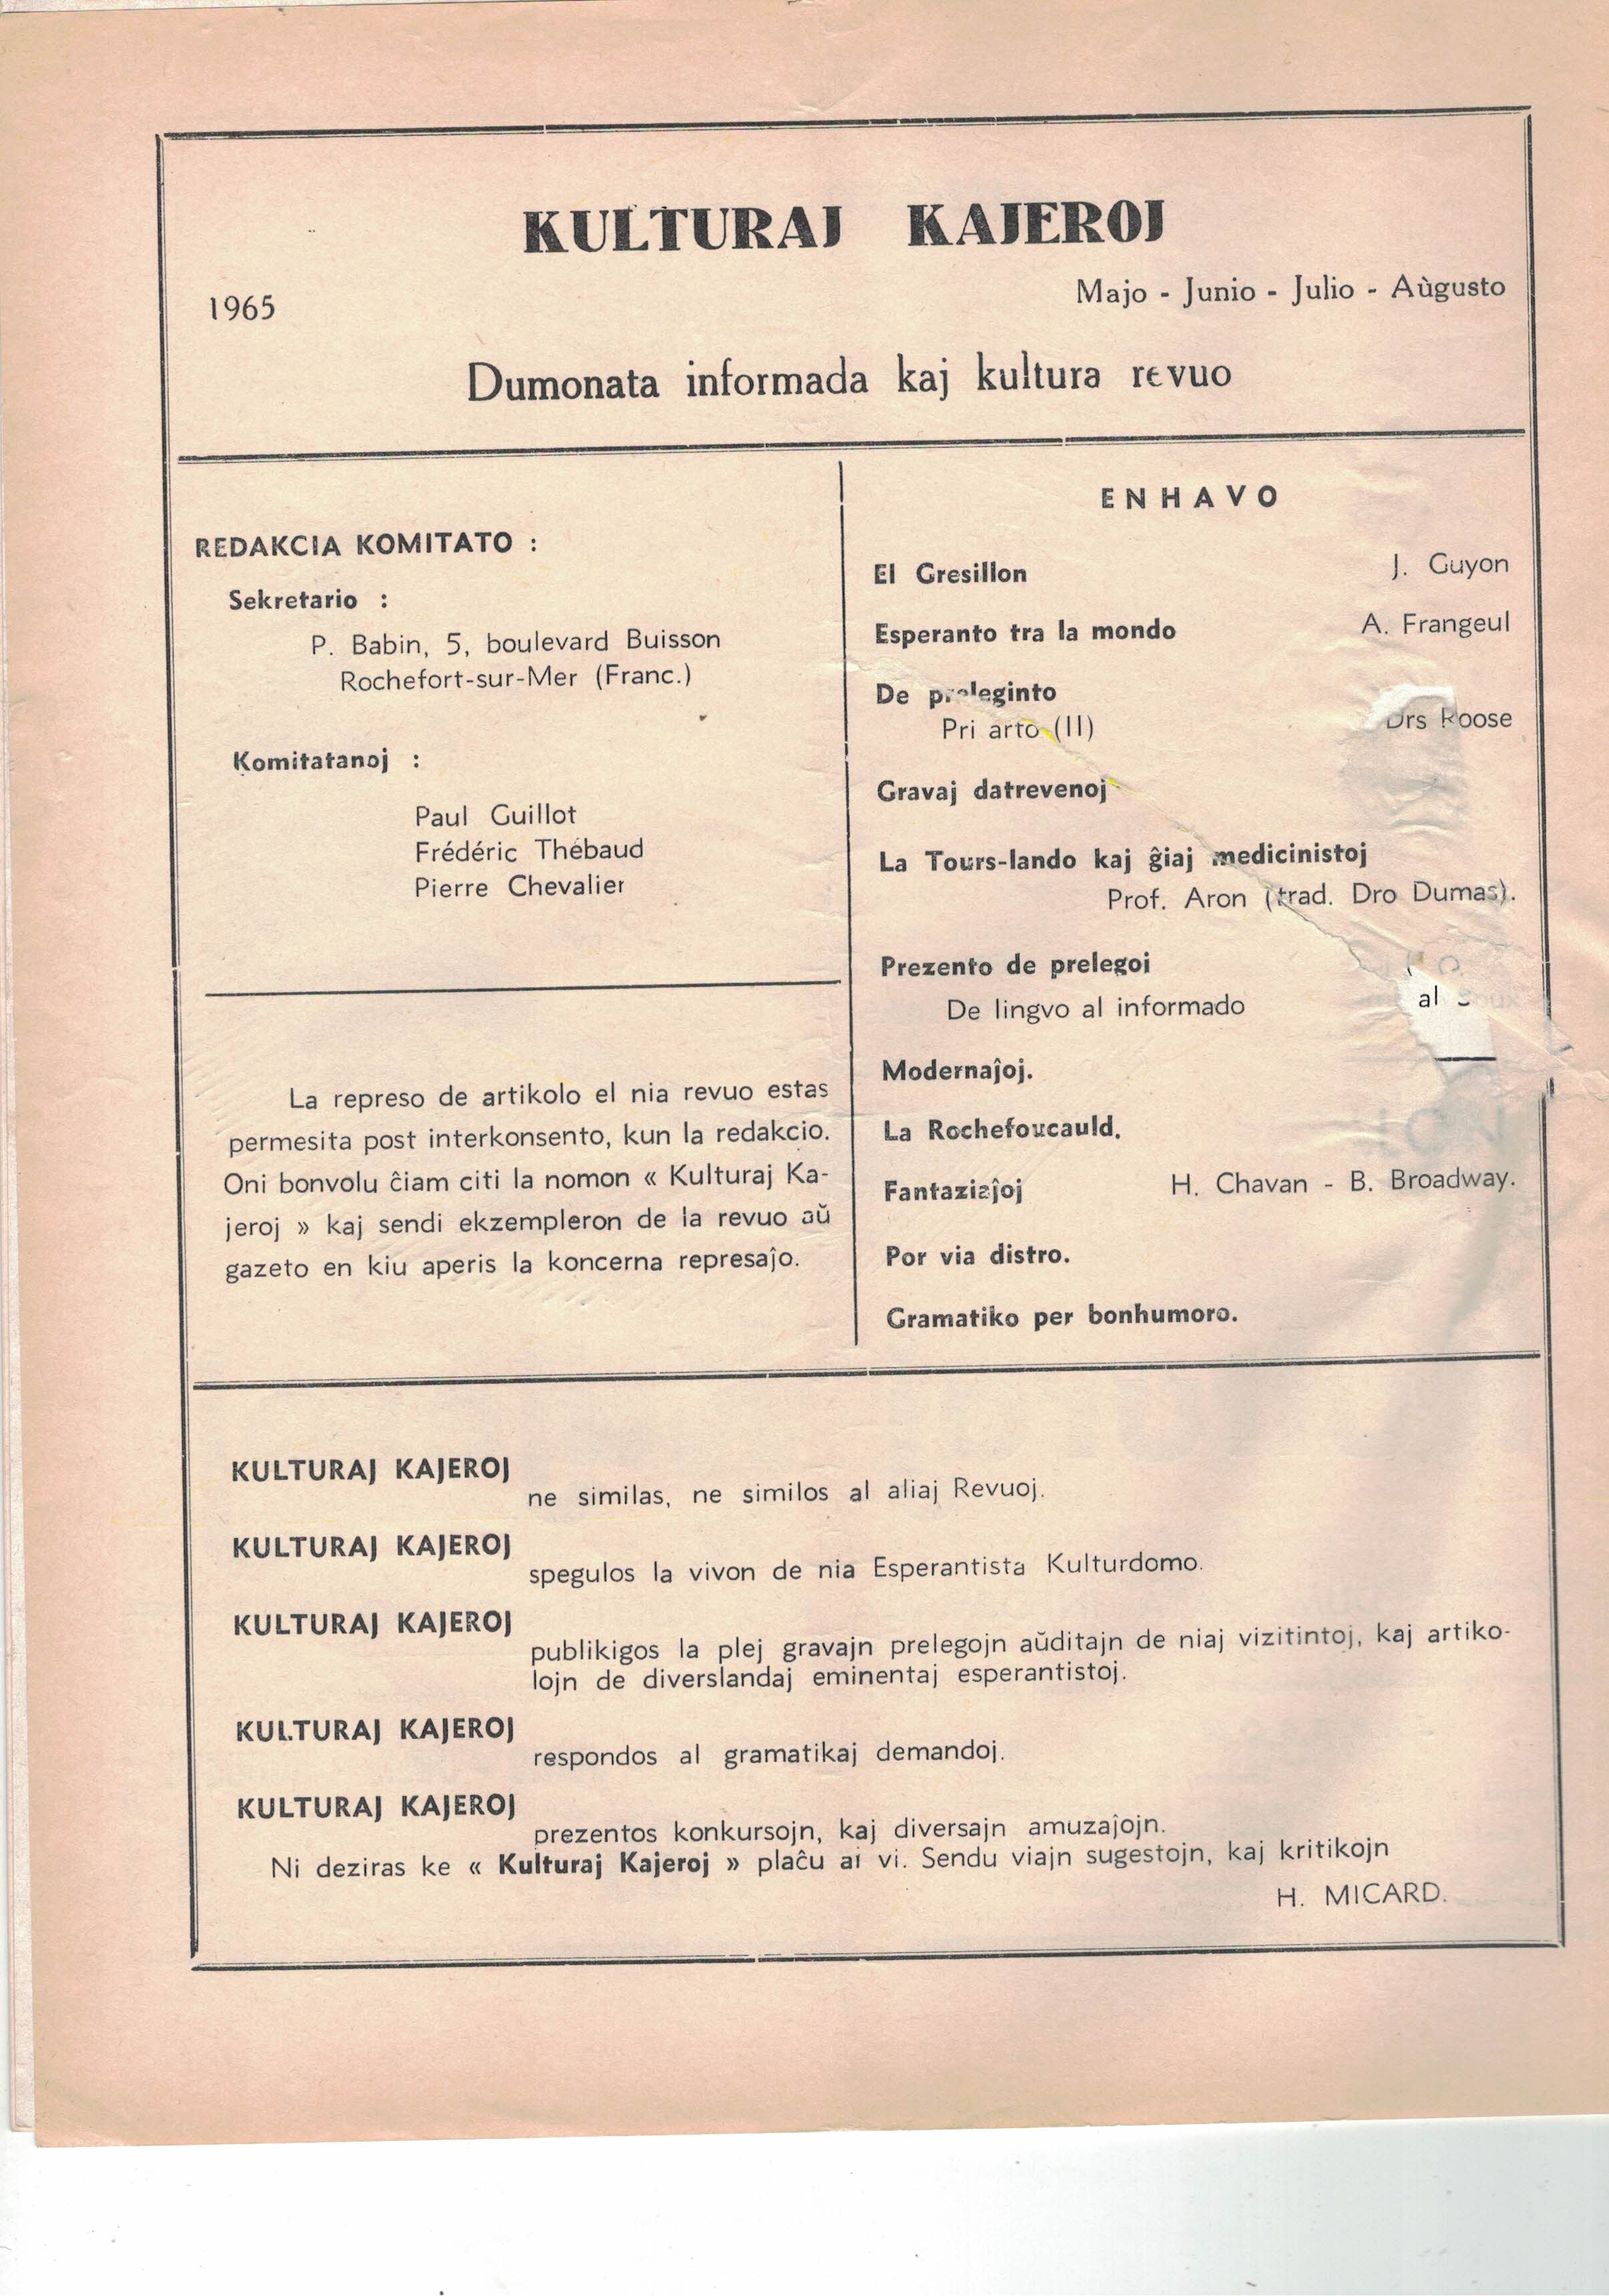 KULTURAJ KAJEROJ
1965
Majo - Junio - Julio - Aùgusto
Dumonata informada kaj kultura revuo
REDAKCIA KOMITATO :
Sekretario :
P. Babin, 5, boulevard Buisson
Rochefort-sur-Mer (Franc.)
Komitatanoj :
Paul Guillot
Frédéric Thébaud
Pierre Chevalier
La represo de artikolo el nia revuo estas
permesita post interkonsento, kun la redakcio.
Oni bonvolu ĉiam citi la nomon « Kulturaj Ka-
jeroj » kaj sendi ekzempleron de la revuo aŭ
gazeto en kiu aperis la koncerna represaĵo.
ENHAVO
El Gresillon J. Guyon
Esperanto tra la mondo A. Frangeul
De preleginto
Pri arto (II) Drs Roose
Gravaj datrevenoj
La Tours-lando kaj ĝiaj medicinistoj
Prof. Aron (trad. Dro Dumas).
Prezento de prelegoi
De lingvo al informado
Modernaĵoj.
La Rochefoucauld.
Fantaziaĵoj H. Chavan - B. Broadway.
Por via distro.
Gramatiko per bonhumoro.
KULTURAJ KAJEROJ
ne similas, ne similos al aliaj Revuoj.
KULTURAJ KAJEROJ
spegulos la vivon de nia Esperantista Kulturdomo.
KULTURAJ KAJEROJ
publikigos la plej gravajn prelegojn aŭditajn de niaj vizitintoj, kaj artiko-
lojn de diverslandaj eminentaj esperantistoj.
KULTURAJ KAJEROJ
respondos al gramatikaj demandoj.
KULTURAJ KAJEROJ
prezentos konkursojn, kaj diversajn amuzaĵojn.
Ni deziras ke « Kulturaj Kajeroj » plaĉu al vi. Sendu viajn sugestojn, kaj kritikojn
H. MICARD.